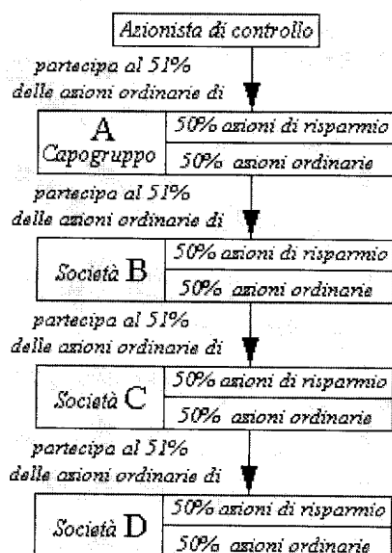 Azionista di controllo
partecipa al 51%
delle azioni ordinarie di
A
Capogruppo
50% azioni di risparmio
50% azioni ordinarie
partecipa al 51%
delle azioni ordinarie di
Società B
50% azioni di risparmio
50% azioni ordinarie
partecipa al 51%
delle azioni ordinarie di
Società C
50% azioni di risparmio
50% azioni ordinarie
partecipa al 51%
delle azioni ordinarie di
Società D
50% azioni di risparmio
50% azioni ordinarie